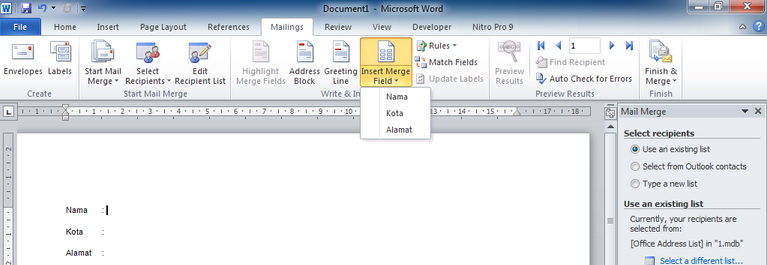 Document1 - Microsoft Word
File Home Insert Page Layout References Mailings Review View Developer Nitro Pro 9
Envelopes Labels Start Mail Merge Select Recipients Edit Recipient List Highlight Merge Fields Address Block Greeting Line Insert Merge Field Rules Match Fields Update Labels Preview Results 1 Find Recipient Auto Check for Errors Finish & Merge
Create Start Mail Merge Write & In Preview Results Finish
Nama
Kota
Alamat
Mail Merge
Select recipients
Use an existing list
Select from Outlook contacts
Type a new list
Use an existing list
Currently, your recipients are
selected from:
[Office Address List] in "1.mdb"
Select a different list...
Nama :
Kota :
Alamat :